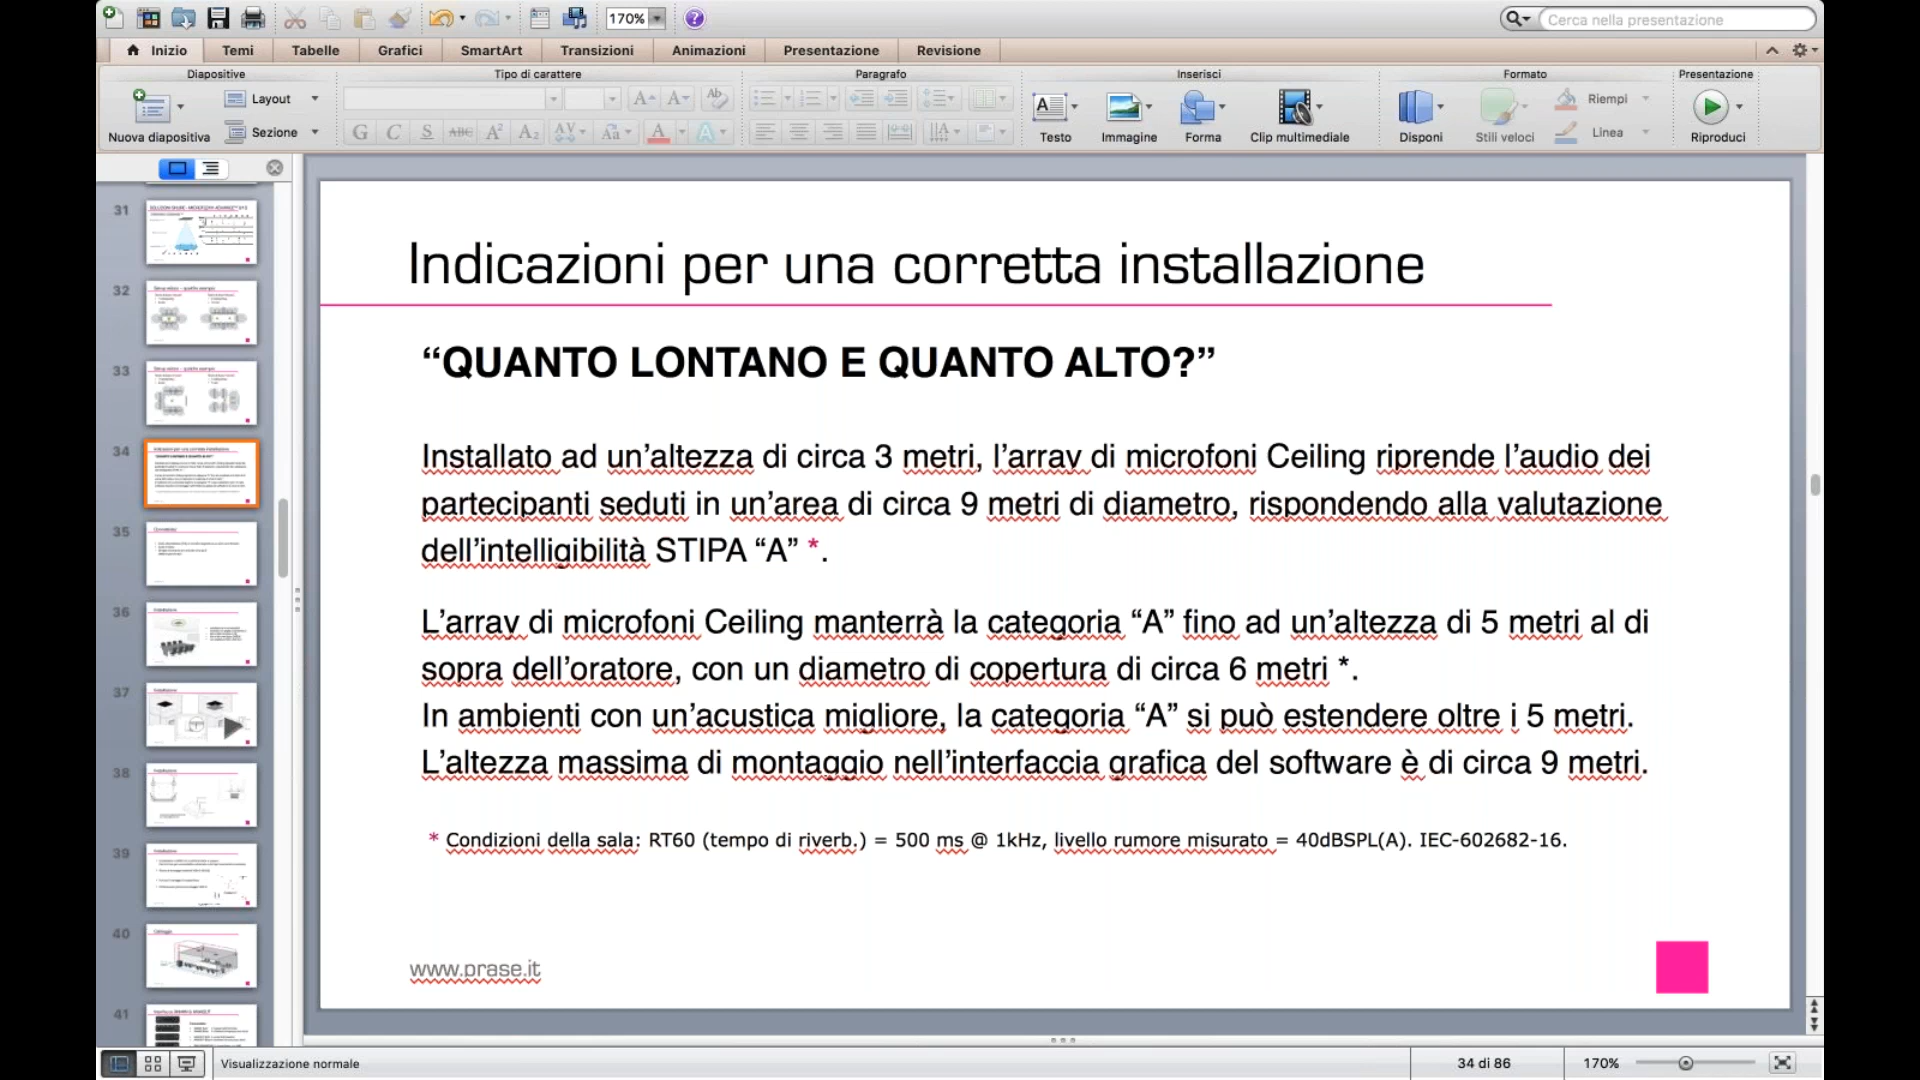 170%
Cerca nella presentazione
Inizio
Temi
Tabelle
Grafici
SmartArt
Transizioni
Animazioni
Presentazione
Revisione
Diapositive
Tipo di carattere
Paragrafo
Inserisci
Formato
Presentazione
Nuova diapositiva
Layout
Sezione
G C S ABC A² A₂
Testo
Immagine
Forma
Clip multimediale
Disponi
Stili veloci
Riempi
Linea
Riproduci
31
32
33
34
35
36
37
38
39
40
41
Indicazioni per una corretta installazione
“QUANTO LONTANO E QUANTO ALTO?”
Installato ad un’altezza di circa 3 metri, l’array di microfoni Ceiling riprende l’audio dei
partecipanti seduti in un’area di circa 9 metri di diametro, rispondendo alla valutazione
dell’intelligibilità STIPA “A” *.
L’array di microfoni Ceiling manterrà la categoria “A” fino ad un’altezza di 5 metri al di
sopra dell’oratore, con un diametro di copertura di circa 6 metri *.
In ambienti con un’acustica migliore, la categoria “A” si può estendere oltre i 5 metri.
L’altezza massima di montaggio nell’interfaccia grafica del software è di circa 9 metri.
* Condizioni della sala: RT60 (tempo di riverb.) = 500 ms @ 1kHz, livello rumore misurato = 40dBSPL(A). IEC-602682-16.
www.prase.it
Visualizzazione normale
34 di 86
170%